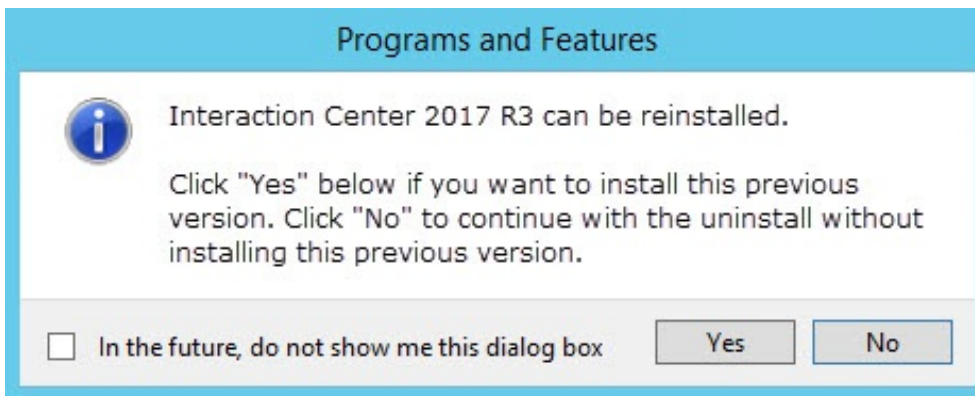 Programs and Features
Interaction Center 2017 R3 can be reinstalled.
Click "Yes" below if you want to install this previous
version. Click "No" to continue with the uninstall without
installing this previous version.
In the future, do not show me this dialog box
Yes
No